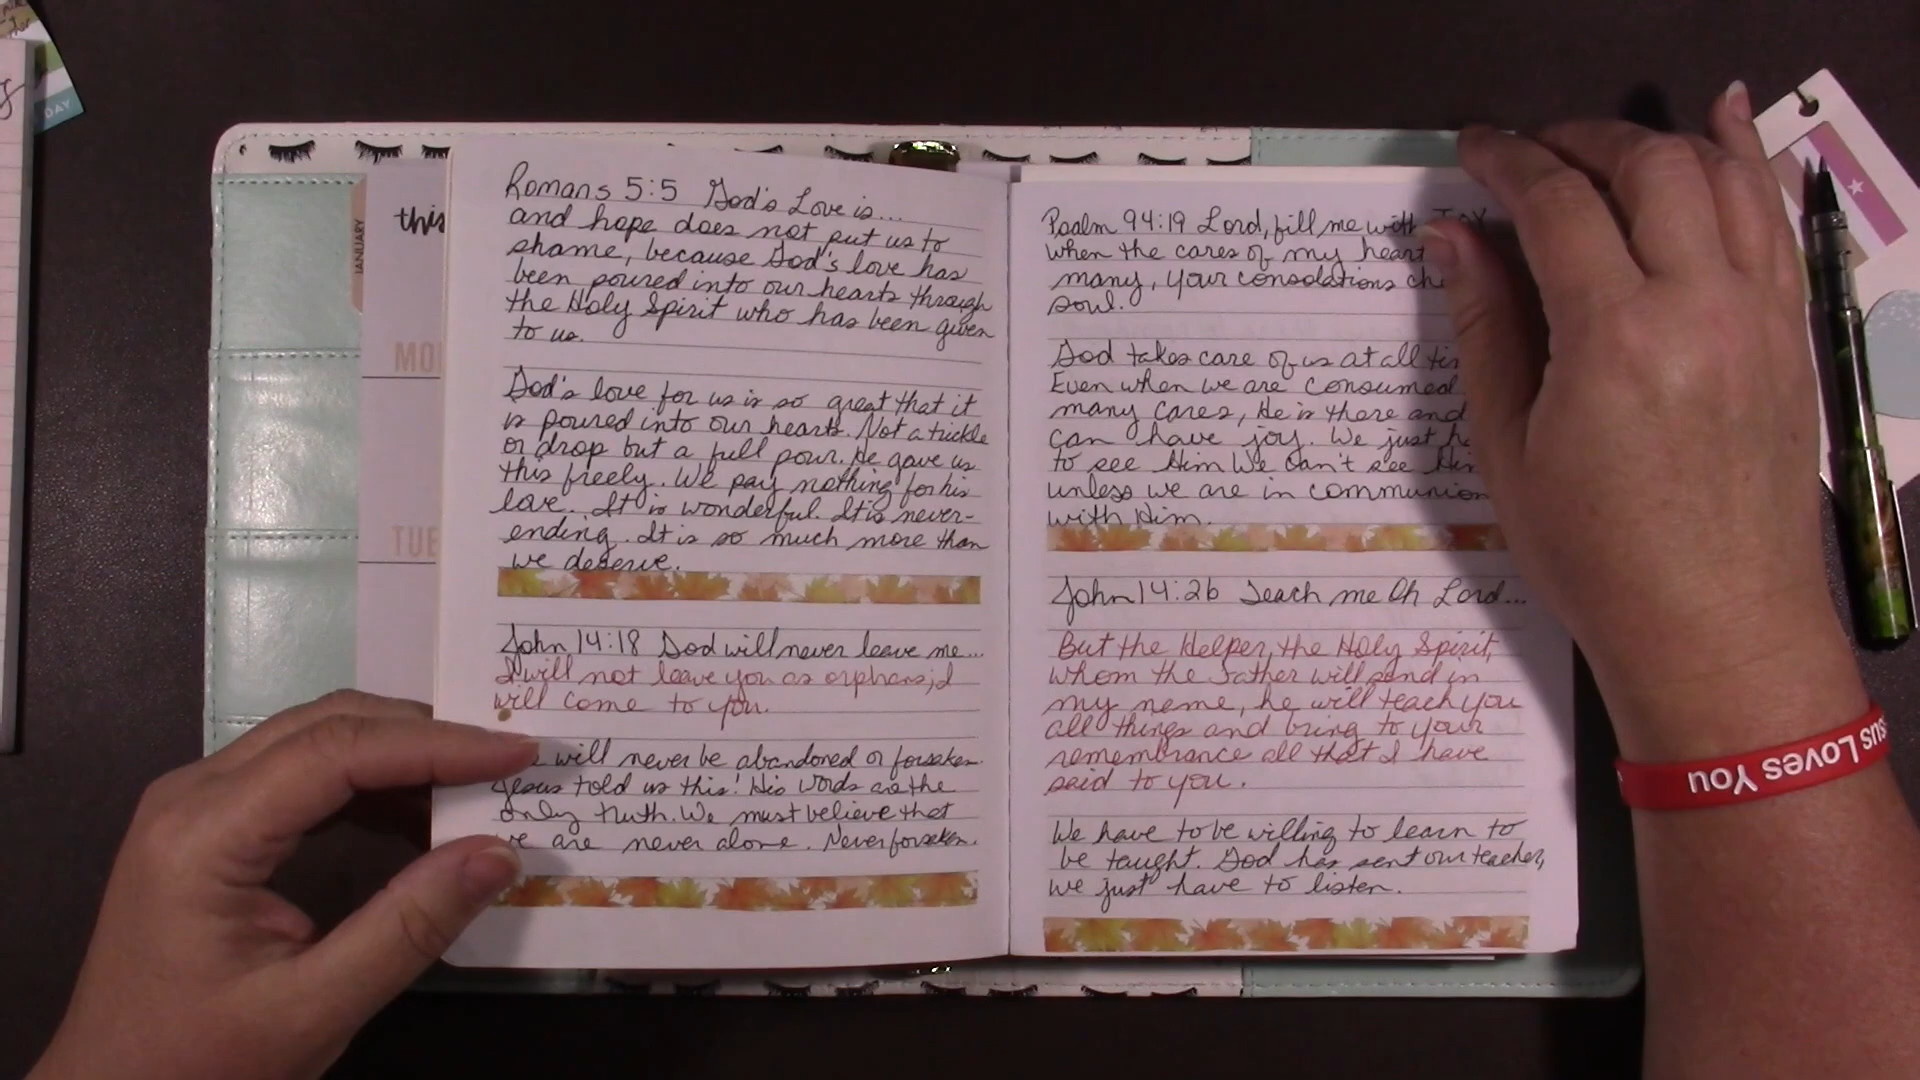 DAY
JANUARY
this
MO
TUE
Romans 5:5 God's Love is...
and hope does not put us to
shame, because God's love has
been poured into our hearts through
the Holy Spirit who has been given
to us.
God's love for us is so great that it
is poured into our hearts. Not a trickle
or drop but a full pour. He gave us
this freely. We pay nothing for his
love. It is wonderful. It is never-
ending. It is so much more than
we deserve.
John 14:18 God will never leave me...
I will not leave you as orphans; I
will come to you.
will never be abandoned or forsaken.
Jesus told us this! His words are the
only truth. We must believe that
we are never alone. Never forsaken.
Psalm 94:19 Lord, fill me with JOY
when the cares of my heart
many, your consolations
soul.
God takes care of us at all
Even when we are consumed
many cares, He is there and
can have joy. We just
to see Him We can't see
unless we are in communion
with Him.
John 14:26 Teach me Oh Lord...
But the Helper, the Holy Spirit,
whom the Father will send in
my neme, he will teach you
all things and bring to your
remembrance all that I have
said to you.
We have to be willing to learn to
be taught. God has sent our teacher,
we just have to listen.
sus Loves You